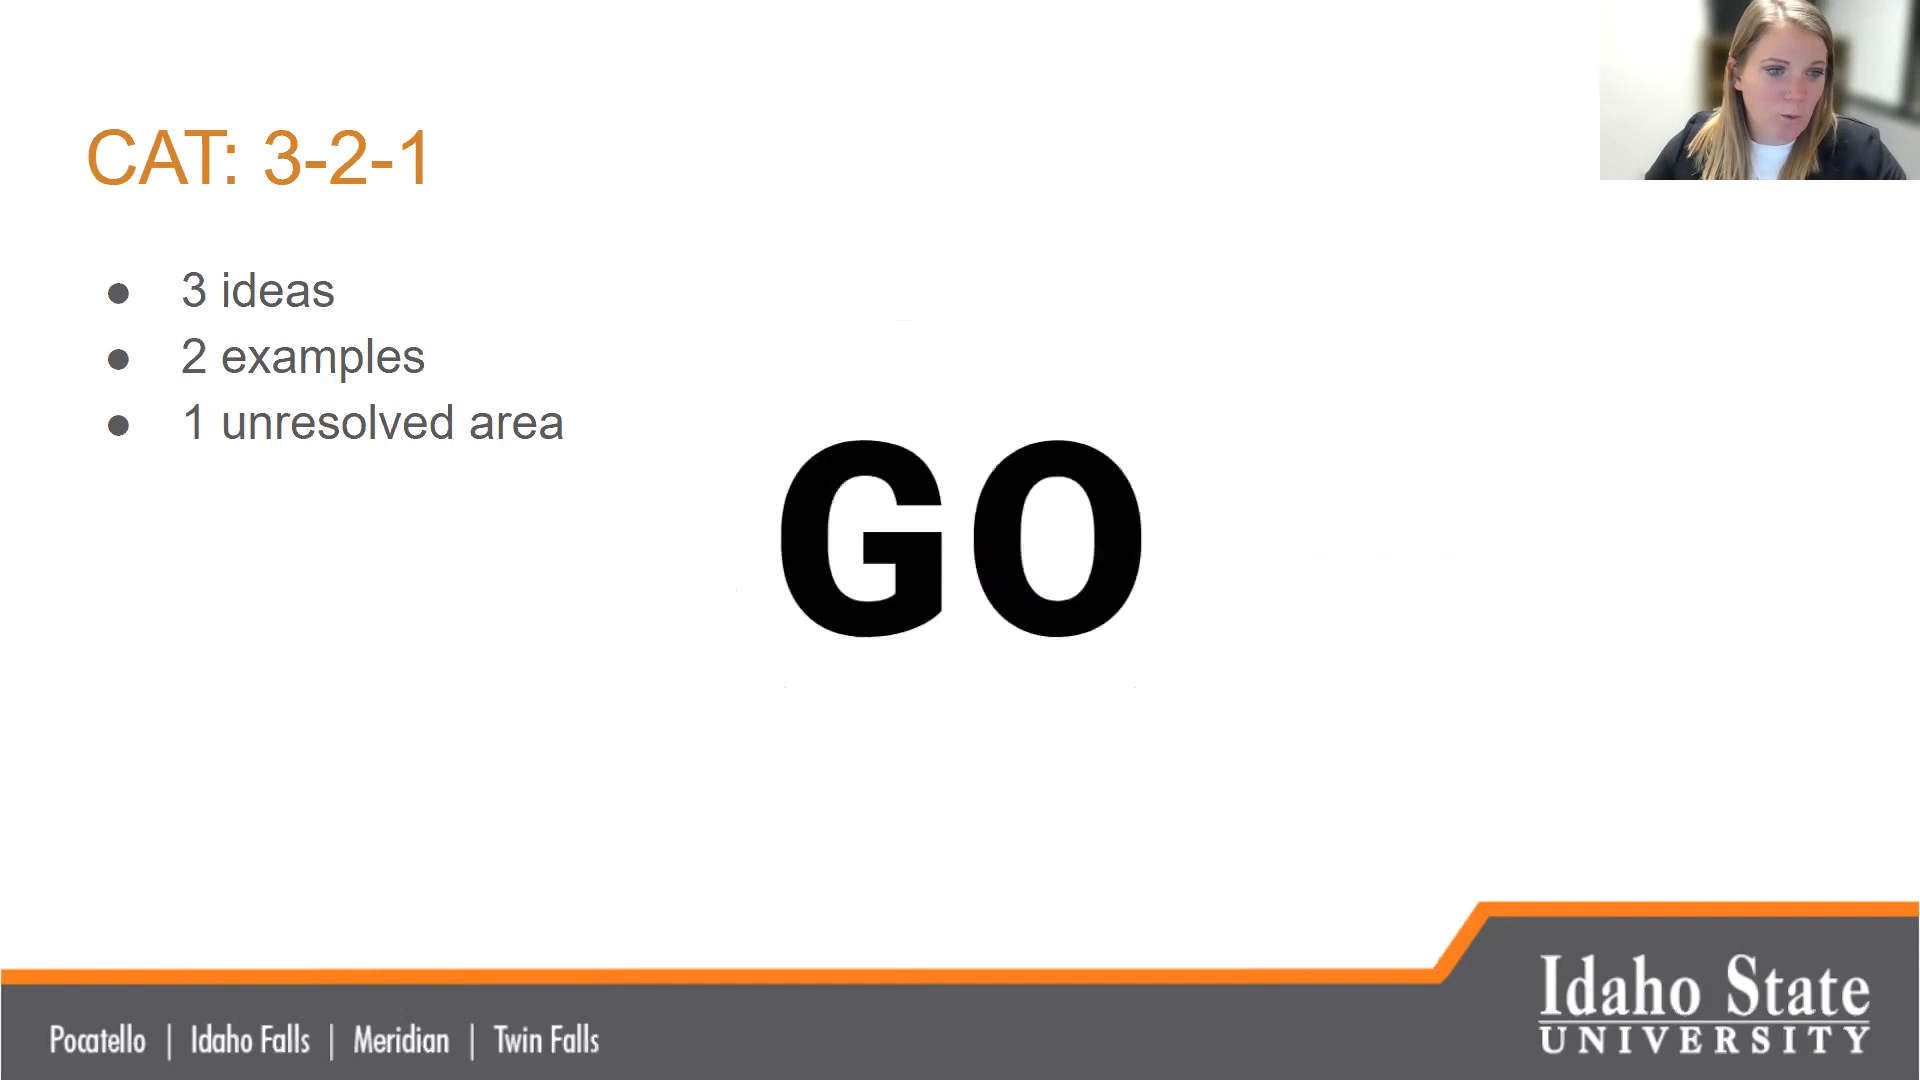 CAT: 3-2-1
● 3 ideas
● 2 examples
● 1 unresolved area
GO
Pocatello | Idaho Falls | Meridian | Twin Falls
Idaho State
UNIVERSITY